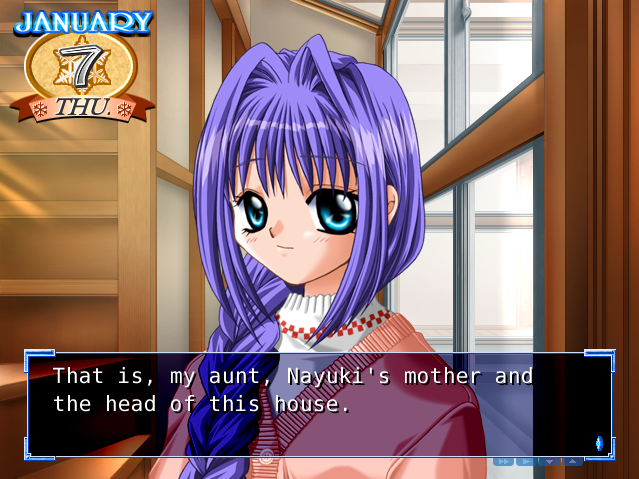 JANUARY
7
THU.
That is, my aunt, Nayuki's mother and
the head of this house.